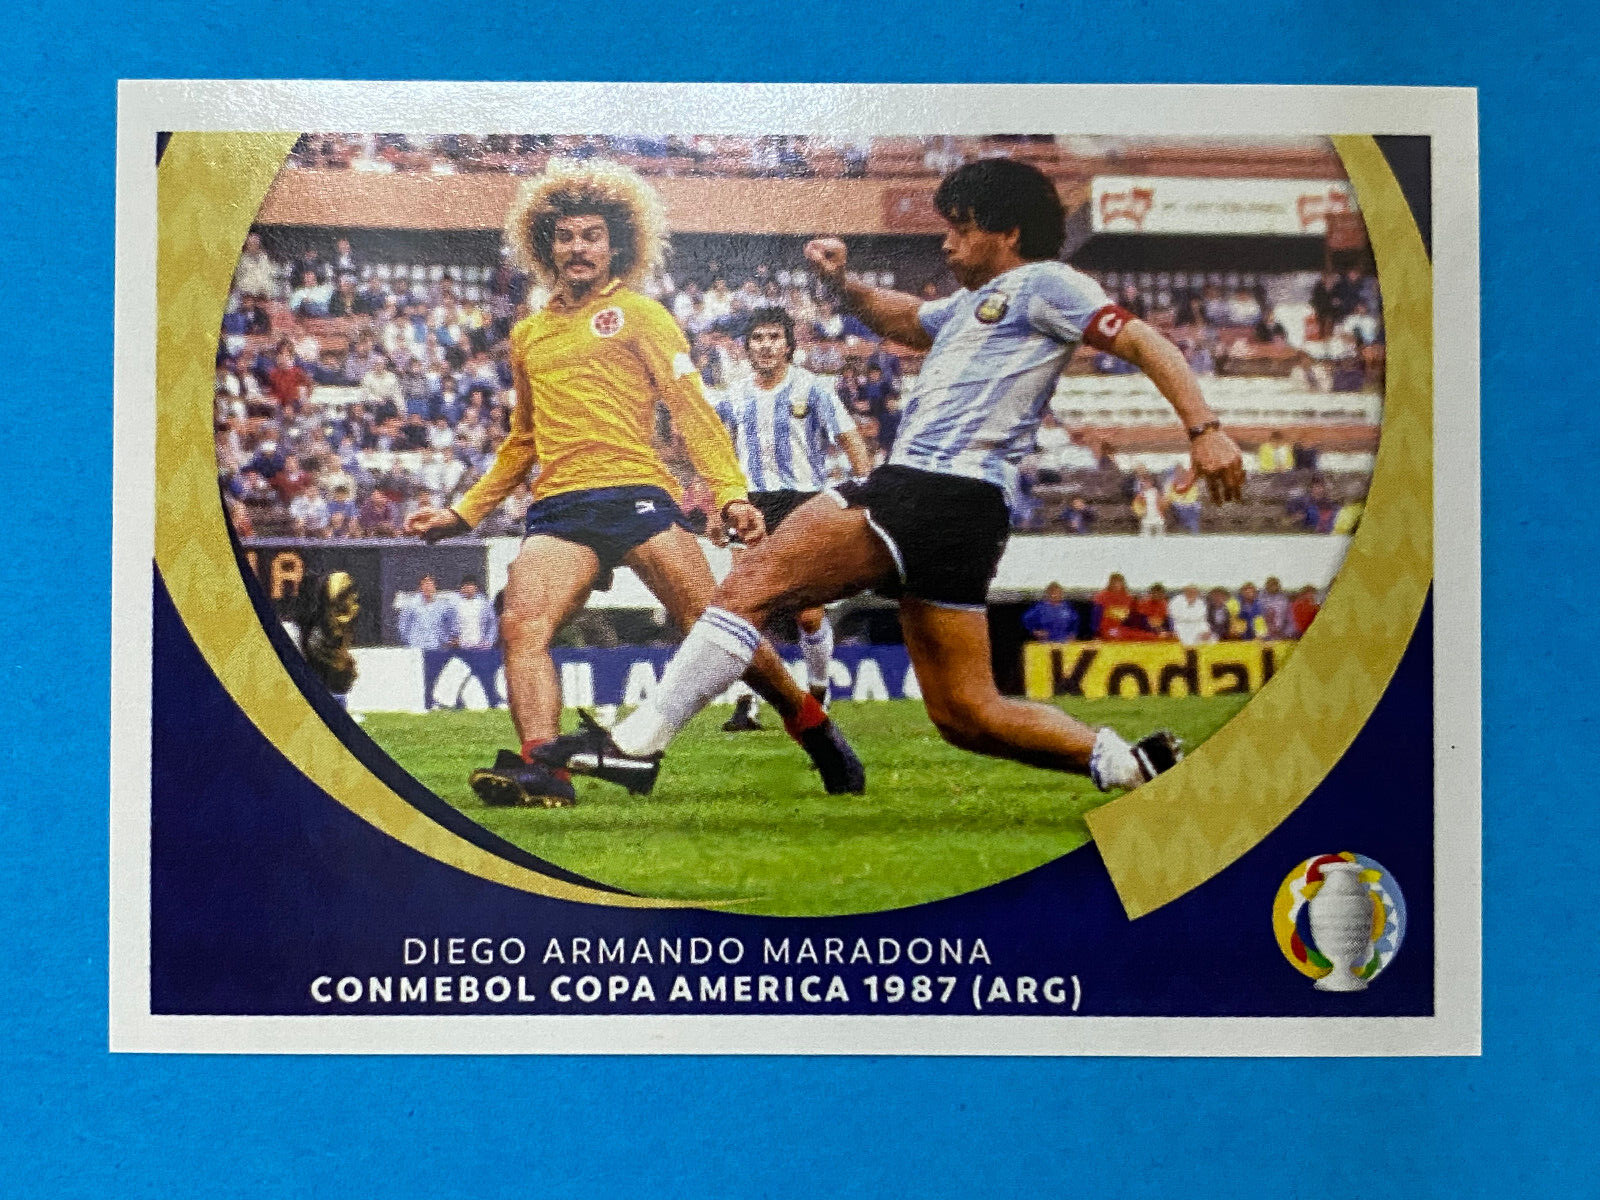 Kodak
DIEGO ARMANDO MARADONA
CONMEBOL COPA AMERICA 1987 (ARG)